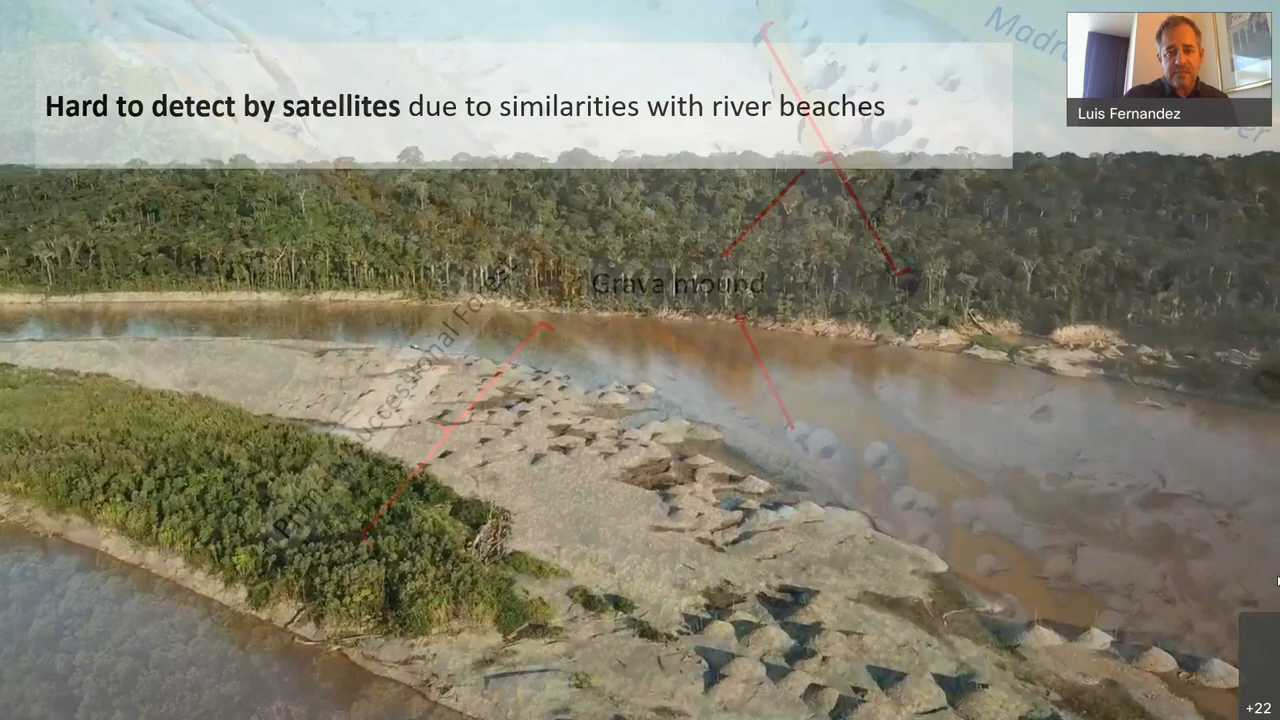 Hard to detect by satellites due to similarities with river beaches
Luis Fernandez
Grava mound
+22